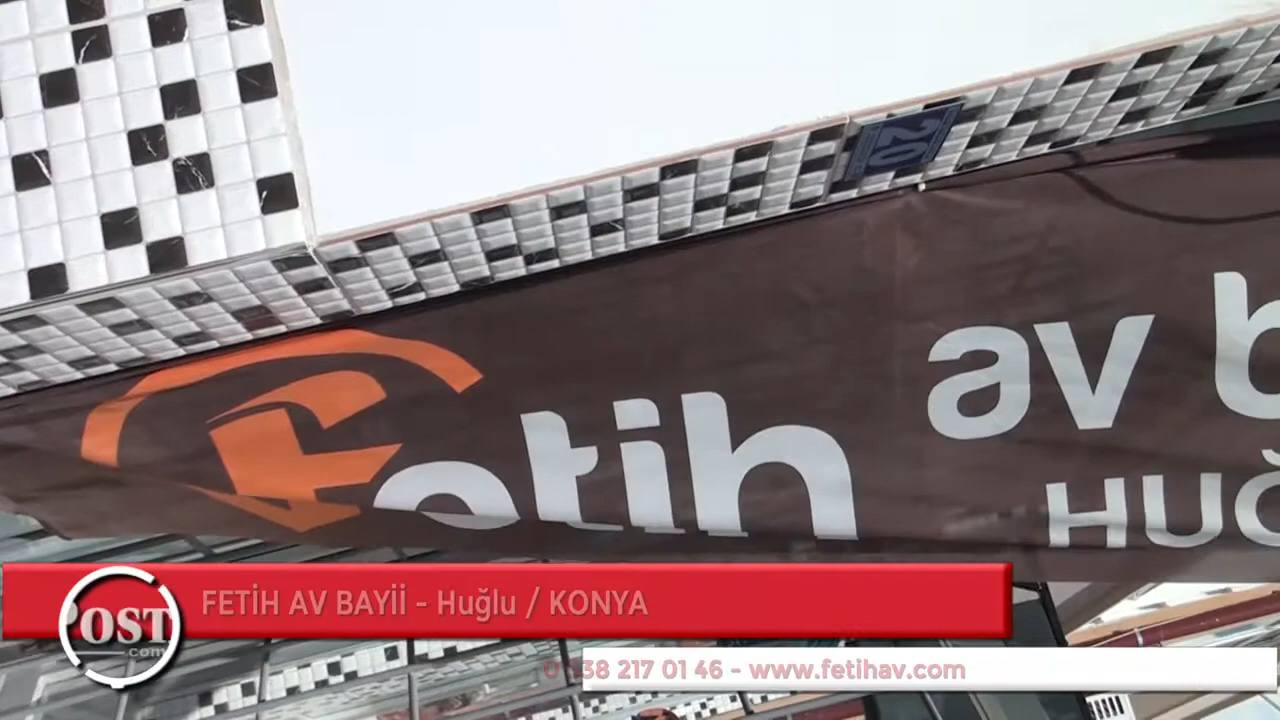 20
fetih av b
HUĞ
FETİH AV BAYİİ - Huğlu / KONYA
POST
.com
38 217 01 46 - www.fetihav.com